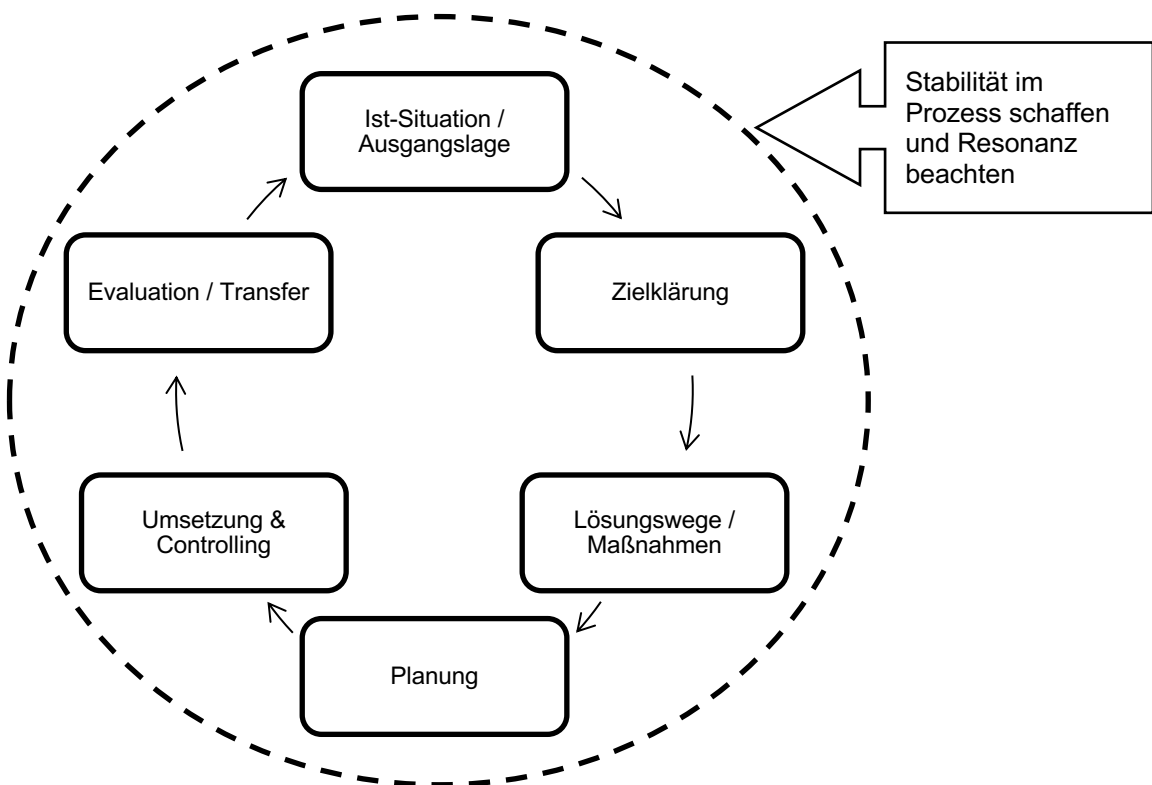 Ist-Situation /
Ausgangslage
Stabilität im
Prozess schaffen
und Resonanz
beachten
Evaluation / Transfer
Zielklärung
Umsetzung &
Controlling
Lösungswege /
Maßnahmen
Planung